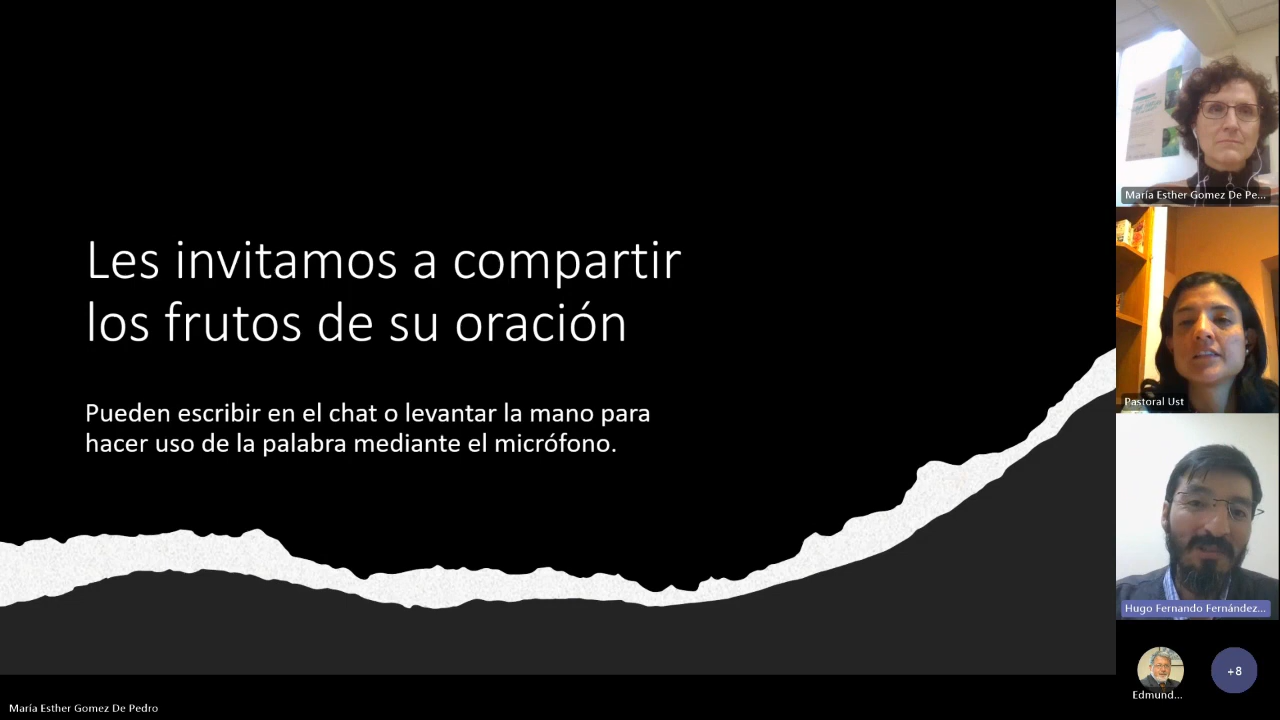 Les invitamos a compartir
los frutos de su oración
Pueden escribir en el chat o levantar la mano para
hacer uso de la palabra mediante el micrófono.
María Esther Gomez De Pe...
Pastoral Ust
Hugo Fernando Fernández...
Edmund...
+8
María Esther Gomez De Pedro